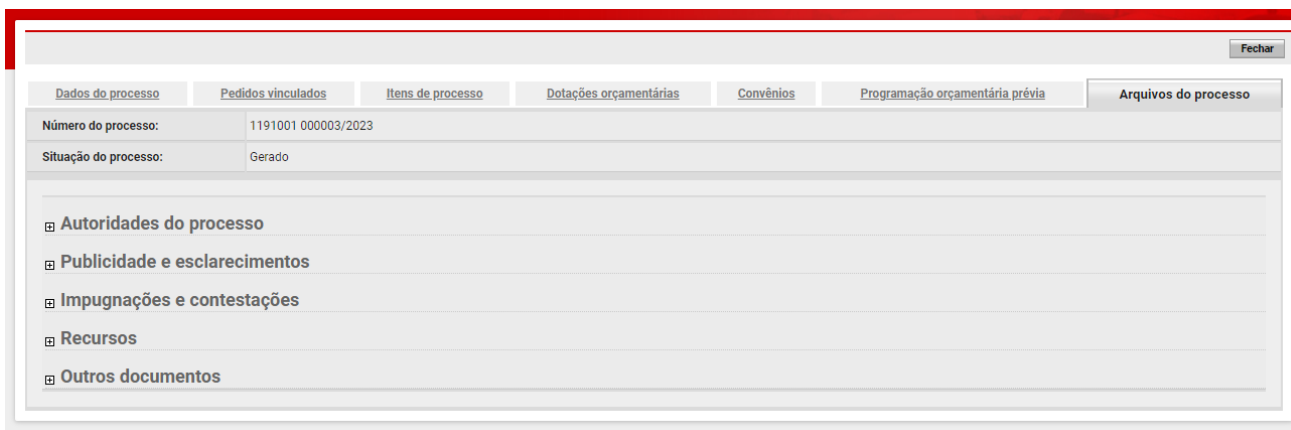 Fechar
Dados do processo Pedidos vinculados Itens de processo Dotações orçamentárias Convênios Programação orçamentária prévia Arquivos do processo
Número do processo: 1191001 000003/2023
Situação do processo: Gerado
Autoridades do processo
Publicidade e esclarecimentos
Impugnações e contestações
Recursos
Outros documentos